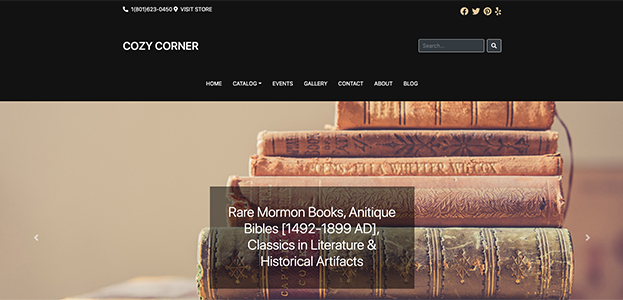 1(801)623-0450 VISIT STORE
COZY CORNER
Search...
HOME CATALOG EVENTS GALLERY CONTACT ABOUT BLOG
Rare Mormon Books, Anitique
Bibles [1492-1899 AD],
Classics in Literature &
Historical Artifacts